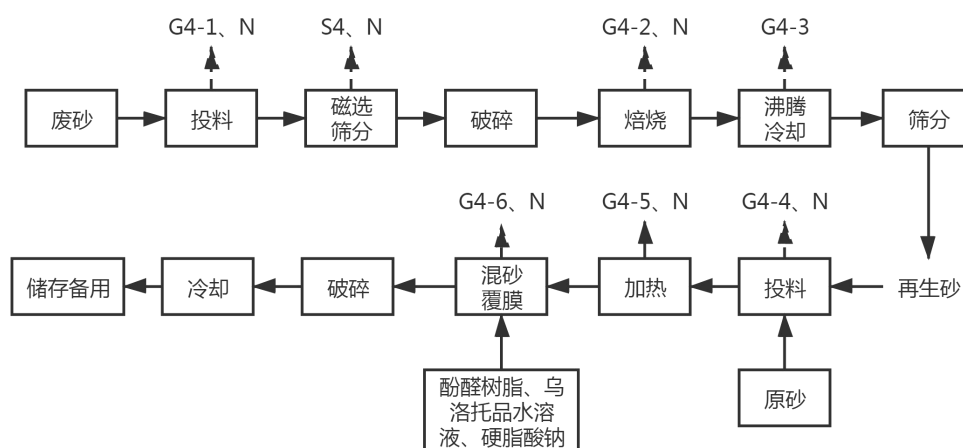 G4-1、N
S4、N
G4-2、N
G4-3
废砂
投料
磁选
筛分
破碎
焙烧
沸腾
冷却
筛分
G4-6、N
G4-5、N
G4-4、N
储存备用
冷却
破碎
混砂
覆膜
加热
投料
再生砂
酚醛树脂、乌
洛托品水溶
液、硬脂酸钠
原砂